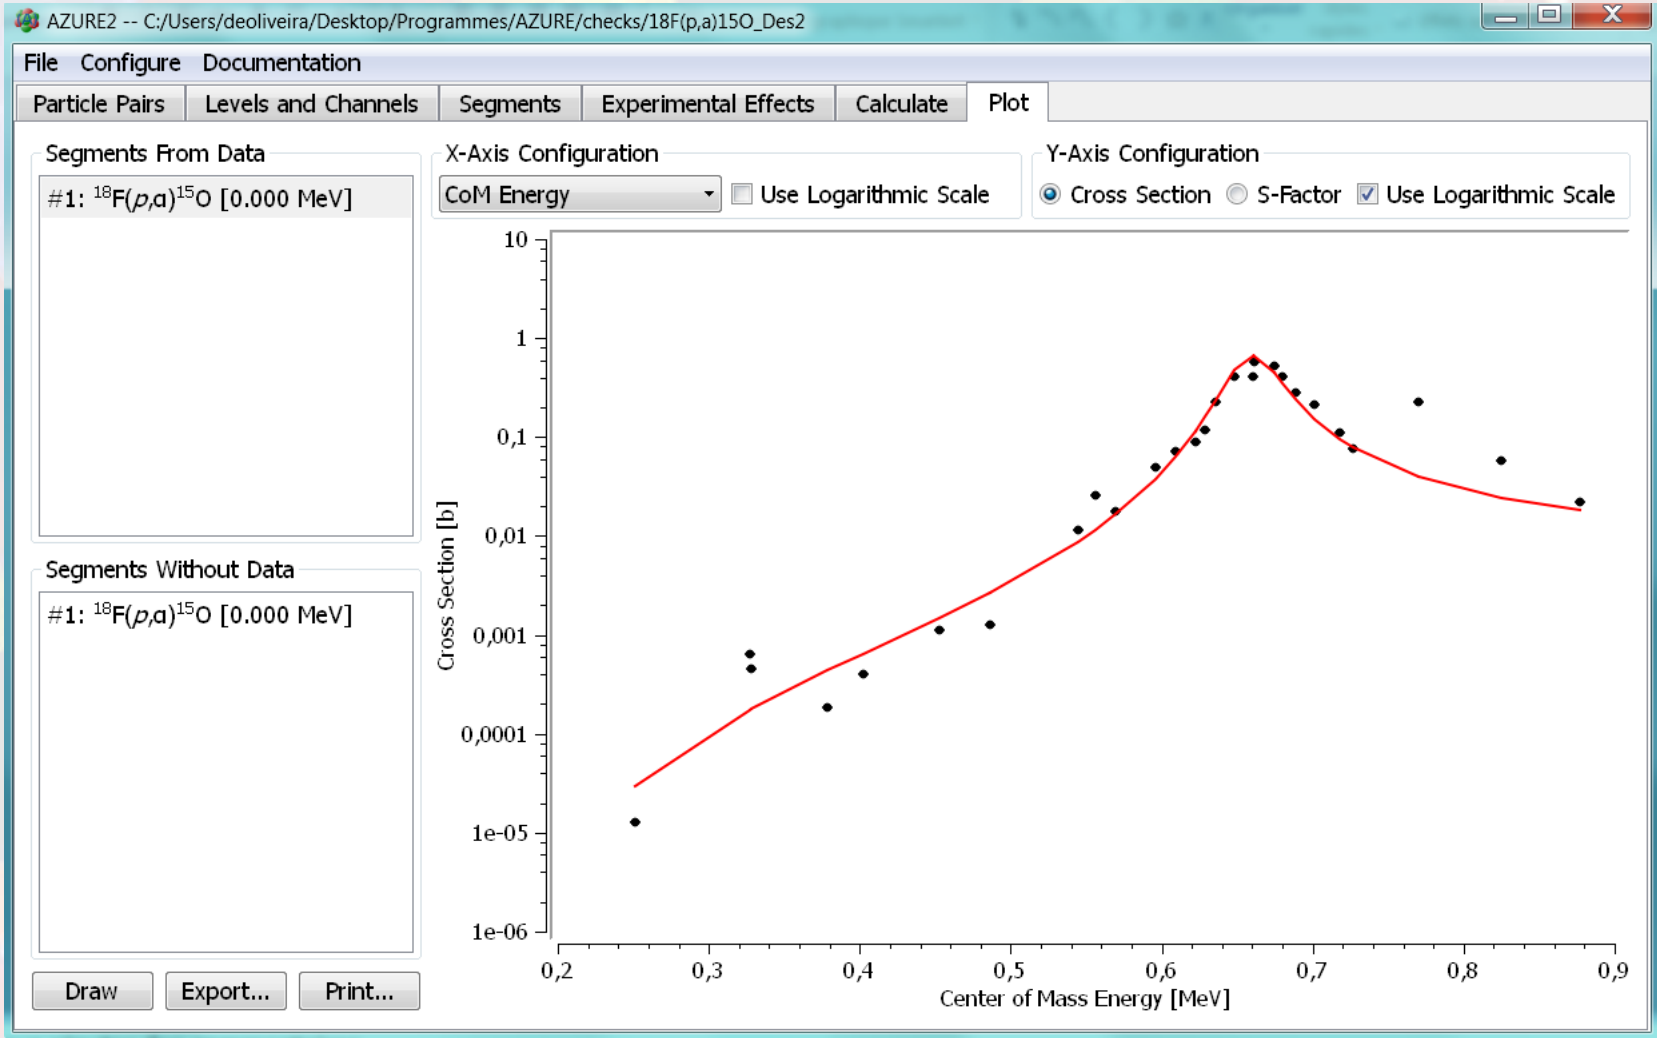 AZURE2 -- C:/Users/deoliveira/Desktop/Programmes/AZURE/checks/18F(p,a)15O_Des2
File Configure Documentation
Particle Pairs Levels and Channels Segments Experimental Effects Calculate Plot
Segments From Data
#1: ¹⁸F(p,α)¹⁵O [0.000 MeV]
Segments Without Data
#1: ¹⁸F(p,α)¹⁵O [0.000 MeV]
Draw Export... Print...
X-Axis Configuration
CoM Energy Use Logarithmic Scale
Y-Axis Configuration
Cross Section S-Factor Use Logarithmic Scale
Cross Section [b]
10
1
0,1
0,01
0,001
0,0001
1e-05
1e-06
0,2 0,3 0,4 0,5 0,6 0,7 0,8 0,9
Center of Mass Energy [MeV]